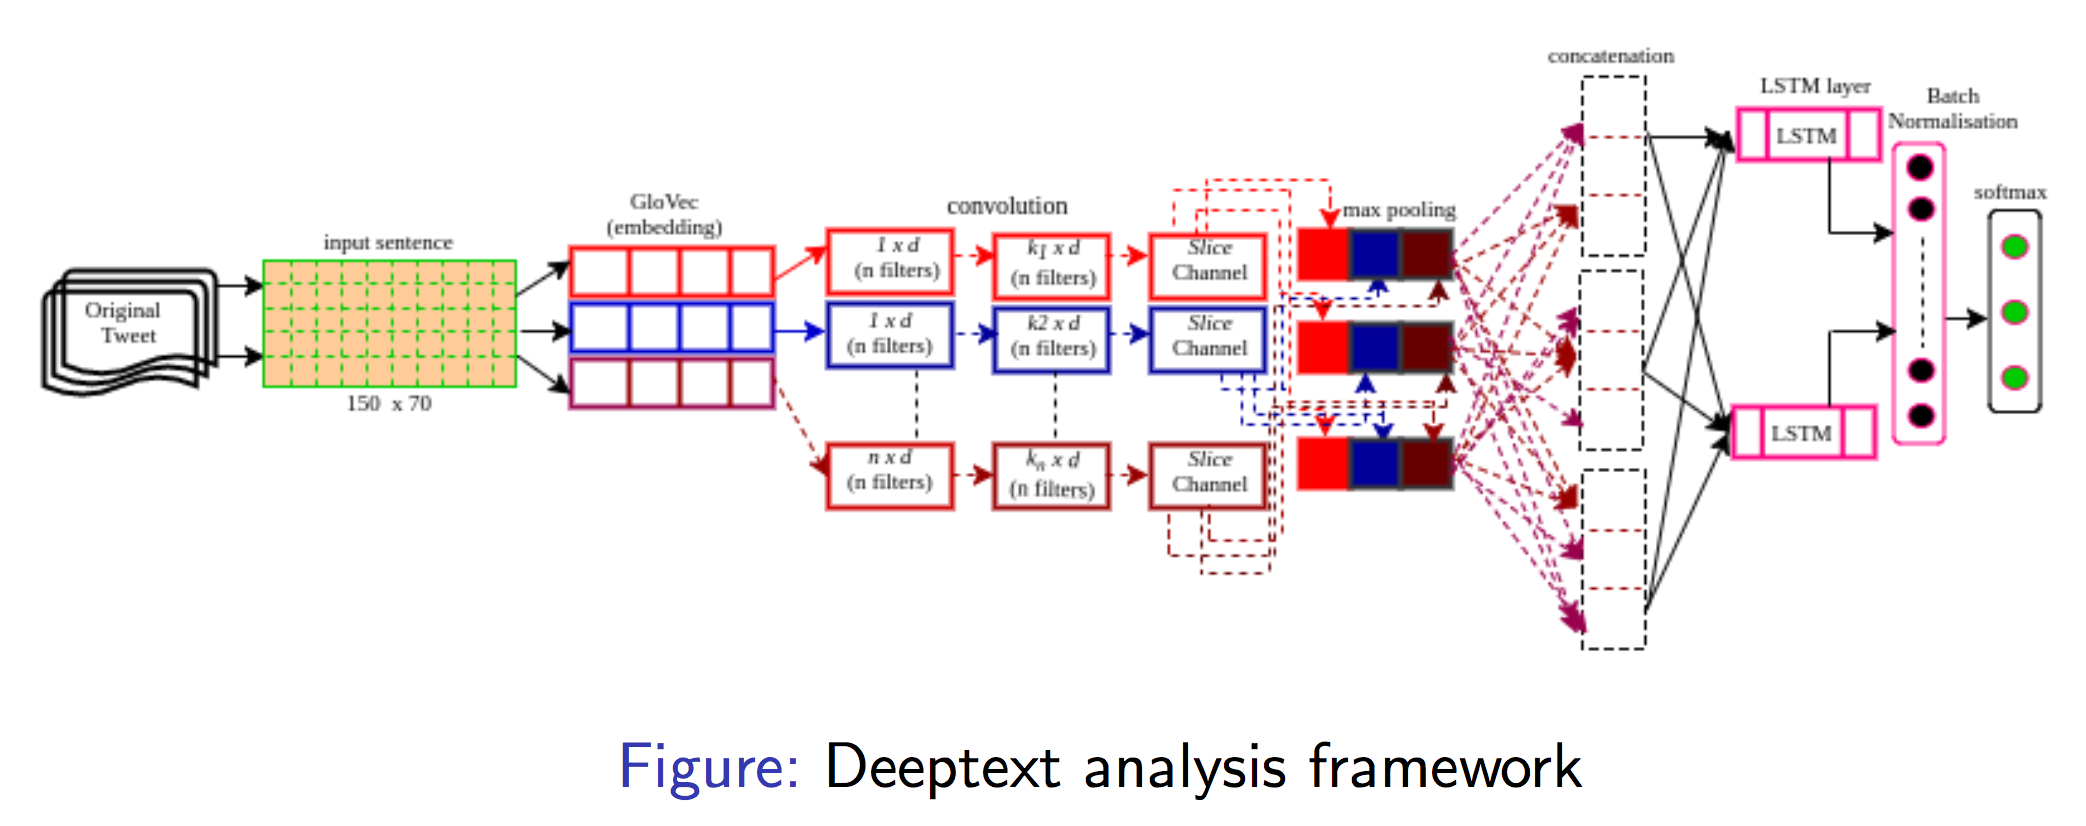 Original
Tweet
input sentence
150 x 70
GloVec
(embedding)
convolution
1 x d
(n filters)
k1 x d
(n filters)
Slice
Channel
1 x d
(n filters)
k2 x d
(n filters)
Slice
Channel
n x d
(n filters)
kn x d
(n filters)
Slice
Channel
max pooling
concatenation
LSTM layer
LSTM
LSTM
Batch
Normalisation
softmax
Figure: Deeptext analysis framework